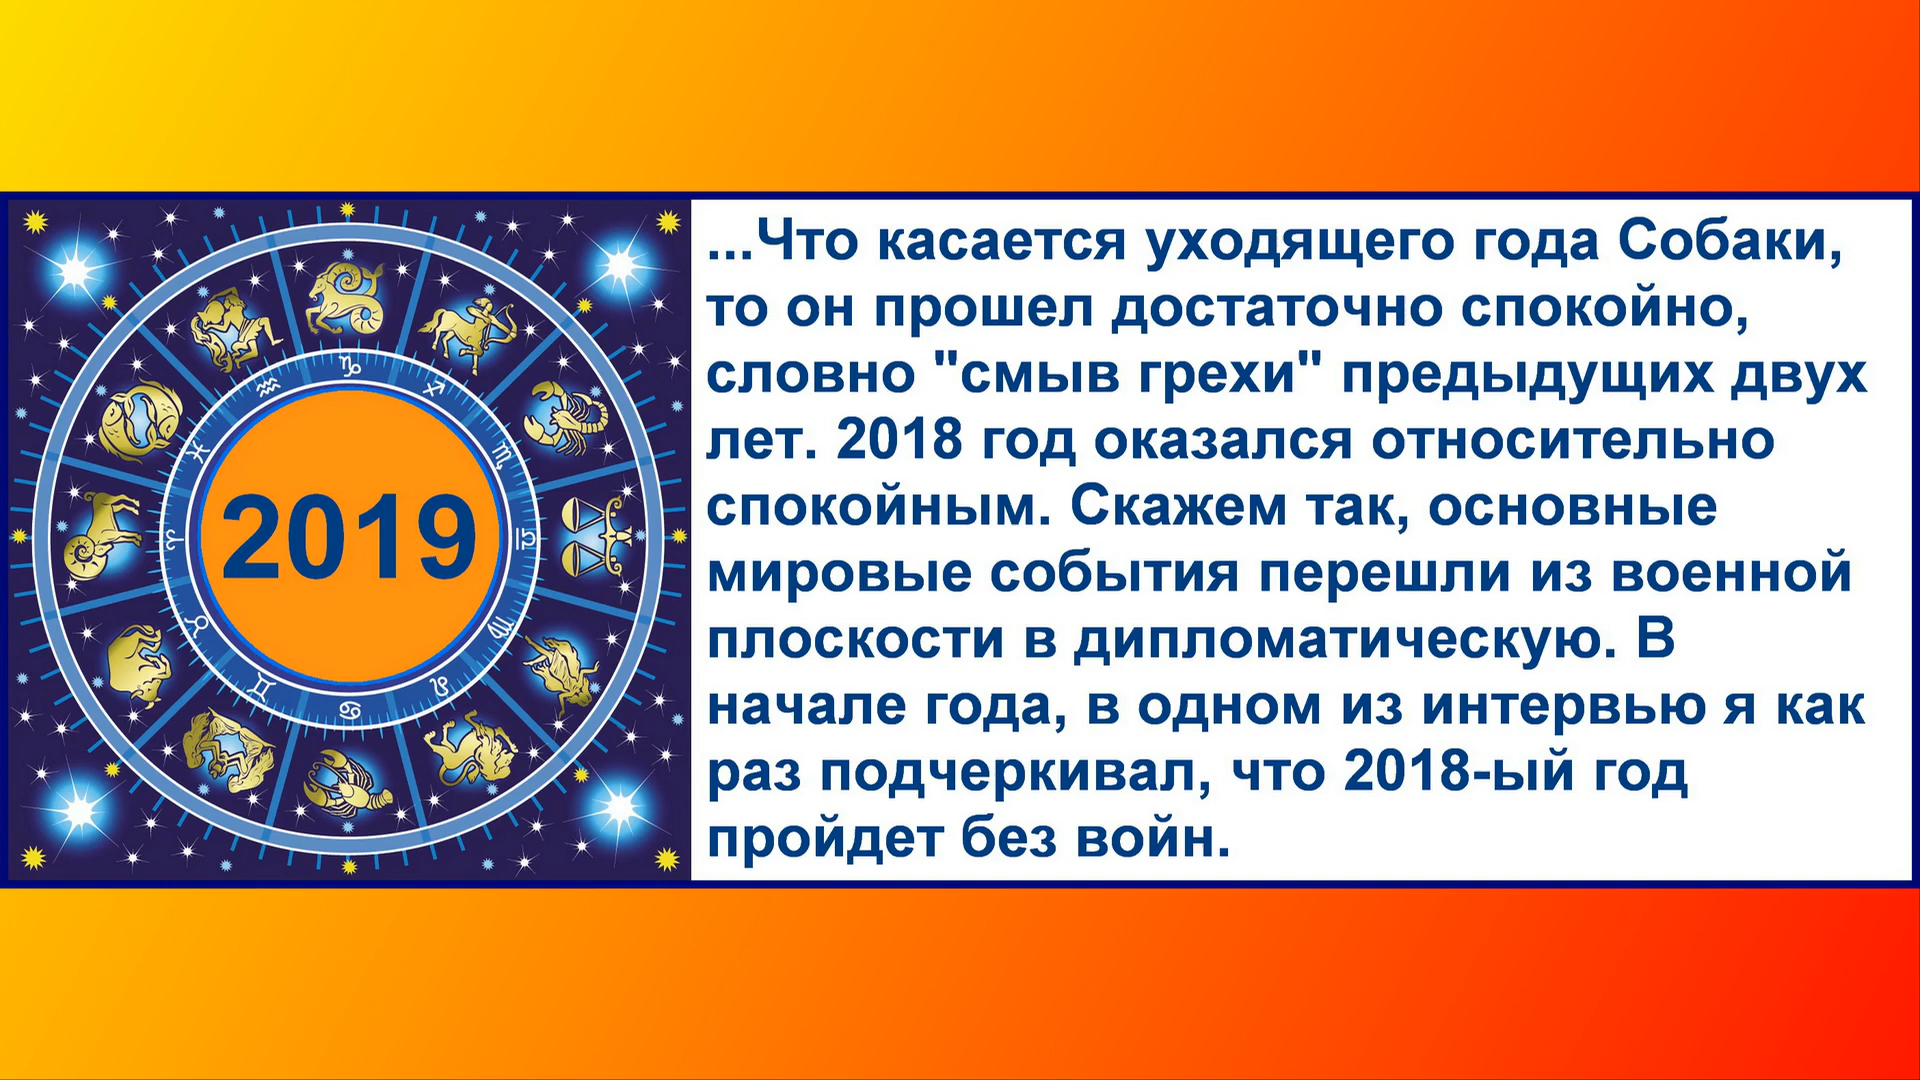 2019
...Что касается уходящего года Собаки,
то он прошел достаточно спокойно,
словно "смыв грехи" предыдущих двух
лет. 2018 год оказался относительно
спокойным. Скажем так, основные
мировые события перешли из военной
плоскости в дипломатическую. В
начале года, в одном из интервью я как
раз подчеркивал, что 2018-ый год
пройдет без войн.